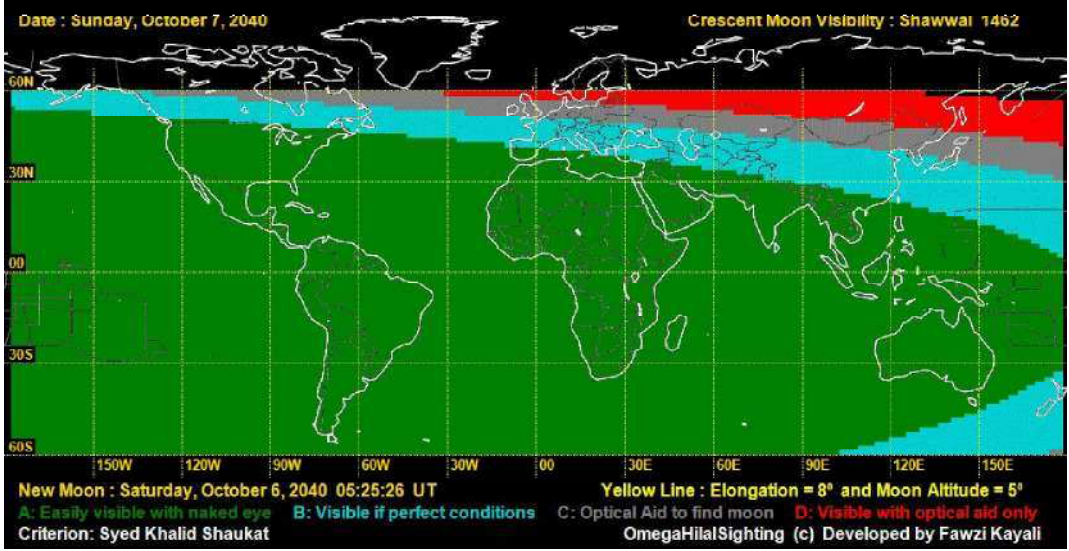 Date : Sunday, October 7, 2040
Crescent Moon Visibility : Shawwal 1462
60N
30N
00
30S
60S
150W 120W 90W 60W 30W 00 30E 60E 90E 120E 150E
New Moon : Saturday, October 6, 2040 05:25:26 UT
Yellow Line : Elongation = 8° and Moon Altitude = 5°
A: Easily visible with naked eye B: Visible if perfect conditions C: Optical Aid to find moon D: Visible with optical aid only
Criterion: Syed Khalid Shaukat
OmegaHilalSighting (c) Developed by Fawzi Kayali